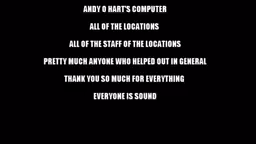 ANDY O HART'S COMPUTER
ALL OF THE LOCATIONS
ALL OF THE STAFF OF THE LOCATIONS
PRETTY MUCH ANYONE WHO HELPED OUT IN GENERAL
THANK YOU SO MUCH FOR EVERYTHING
EVERYONE IS SOUND